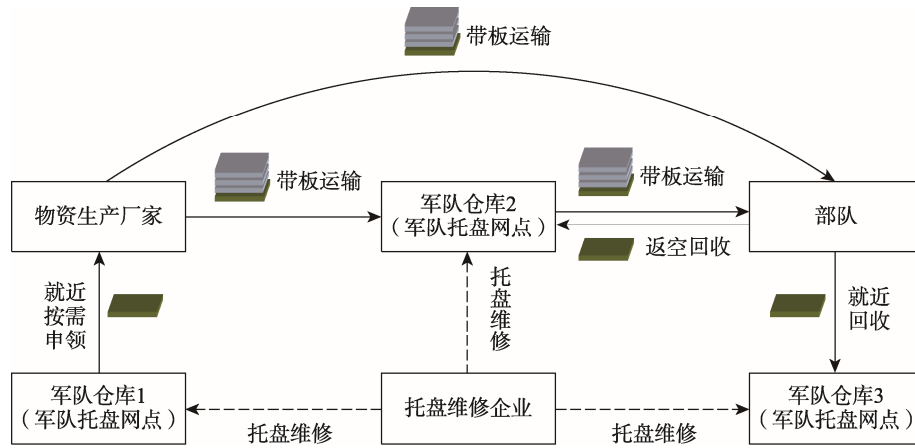 带板运输
带板运输
带板运输
物资生产厂家
军队仓库2
（军队托盘网点）
部队
返空回收
就近
按需
申领
托
盘
维
修
就近
回收
军队仓库1
（军队托盘网点）
托盘维修企业
军队仓库3
（军队托盘网点）
托盘维修
托盘维修